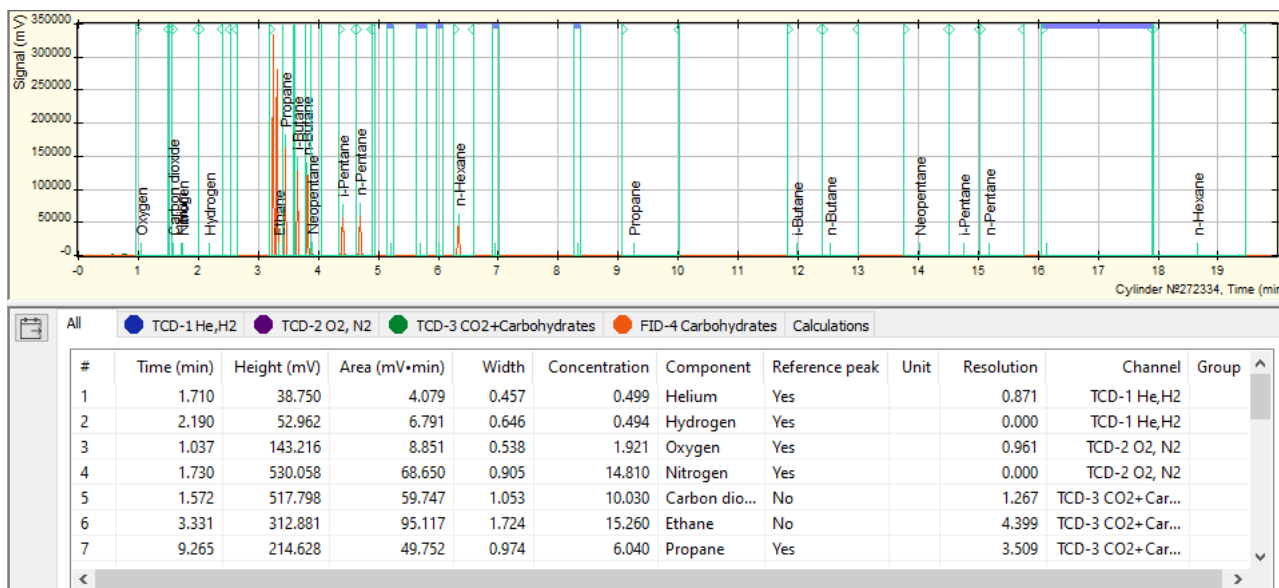 350000
300000
250000
200000
150000
100000
50000
-0
Signal (mV)
Oxygen
Carbon dioxide
Hydrogen
Ethane
Propane
i-Butane
n-Butane
Neopentane
i-Pentane
n-Pentane
n-Hexane
Propane
i-Butane
n-Butane
Neopentane
i-Pentane
n-Pentane
n-Hexane
-0 1 2 3 4 5 6 7 8 9 10 11 12 13 14 15 16 17 18 19
Cylinder №272334, Time (min
All TCD-1 He,H2 TCD-2 O2, N2 TCD-3 CO2+Carbohydrates FID-4 Carbohydrates Calculations
# Time (min) Height (mV) Area (mV•min) Width Concentration Component Reference peak Unit Resolution Channel Group
1 1.710 38.750 4.079 0.457 0.499 Helium Yes 0.871 TCD-1 He,H2
2 2.190 52.962 6.791 0.646 0.494 Hydrogen Yes 0.000 TCD-1 He,H2
3 1.037 143.216 8.851 0.538 1.921 Oxygen Yes 0.961 TCD-2 O2, N2
4 1.730 530.058 68.650 0.905 14.810 Nitrogen Yes 0.000 TCD-2 O2, N2
5 1.572 517.798 59.747 1.053 10.030 Carbon dio... No 1.267 TCD-3 CO2+Car...
6 3.331 312.881 95.117 1.724 15.260 Ethane No 4.399 TCD-3 CO2+Car...
7 9.265 214.628 49.752 0.974 6.040 Propane Yes 3.509 TCD-3 CO2+Car...